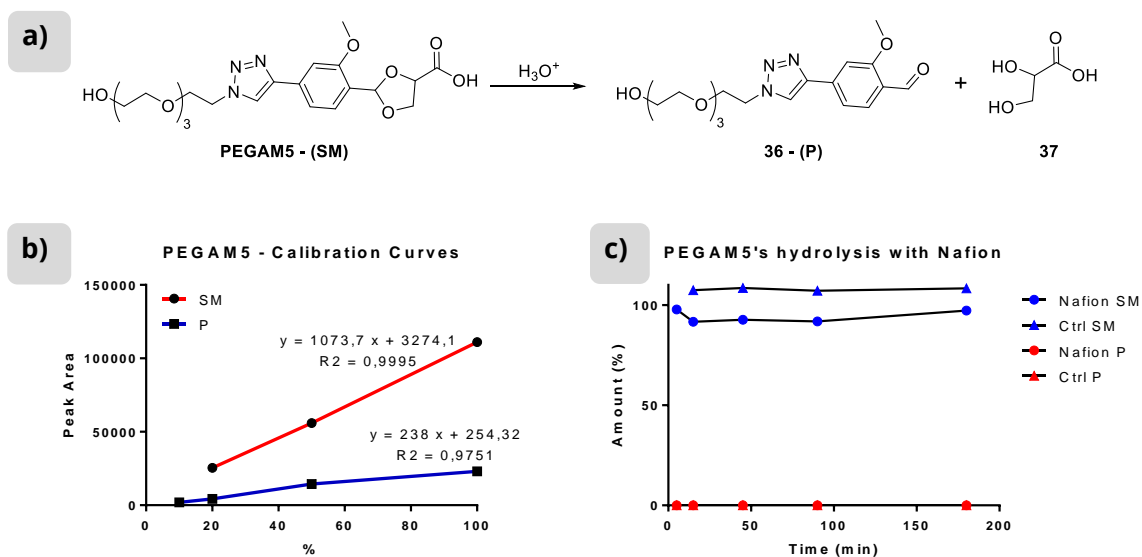 a)
HO
O
3
N
N
N
O
O
O
O
OH
H3O+
HO
O
3
N
N
N
O
O
+
HO
O
OH
HO
PEGAM5 - (SM)
36 - (P)
37
b)
PEGAM5 - Calibration Curves
150000
100000
50000
0
Peak Area
SM
P
y = 1073,7 x + 3274,1
R2 = 0,9995
y = 238 x + 254,32
R2 = 0,9751
0
20
40
60
80
100
%
c)
PEGAM5's hydrolysis with Nafion
100
50
0
Amount (%)
0
50
100
150
200
Time (min)
Nafion SM
Ctrl SM
Nafion P
Ctrl P